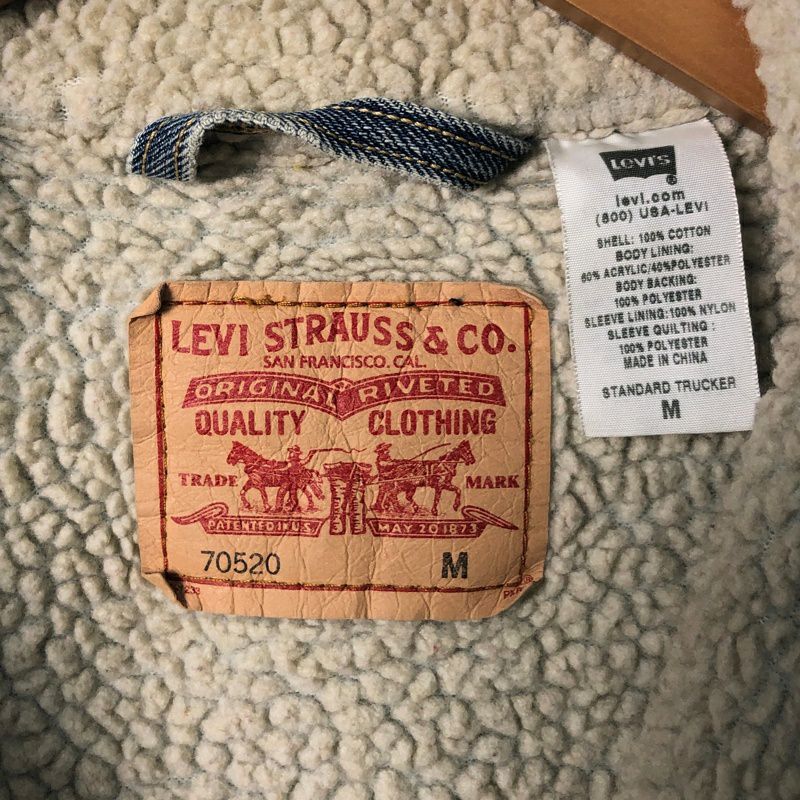 LEVI'S
levi.com
(800) USA-LEVI
SHELL: 100% COTTON
BODY LINING:
60% ACRYLIC/40%POLYESTER
BODY BACKING:
100% POLYESTER
SLEEVE LINING:100% NYLON
SLEEVE QUILTING :
100% POLYESTER
MADE IN CHINA
STANDARD TRUCKER
M
LEVI STRAUSS & CO.
SAN FRANCISCO. CAL.
ORIGINAL RIVETED
QUALITY CLOTHING
TRADE MARK
PATENTED IN U.S. MAY 20 1873
70520 M